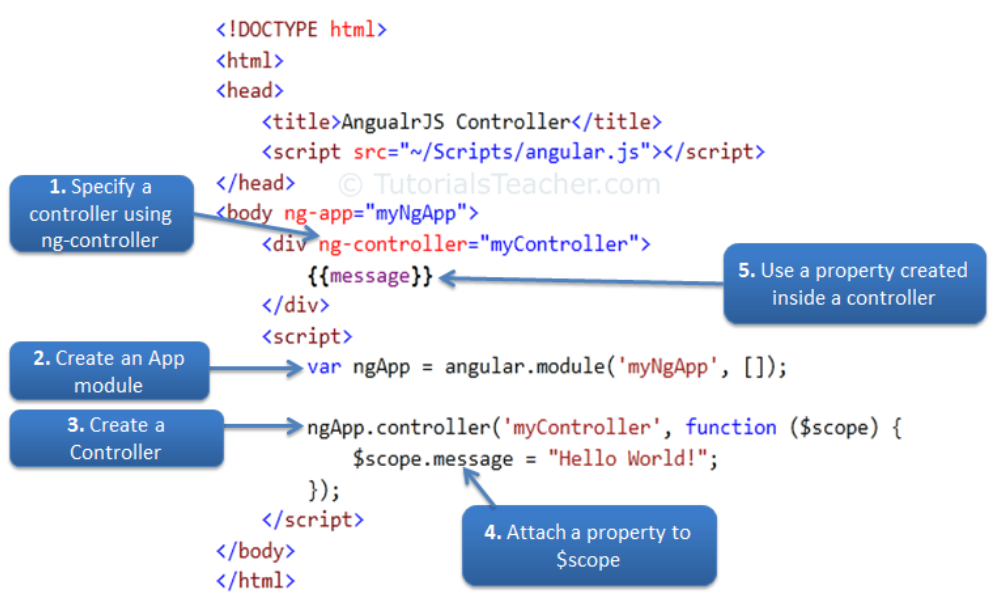 <!DOCTYPE html>
<html>
<head>
<title>AngualrJS Controller</title>
<script src="~/Scripts/angular.js"></script>
</head>
© TutorialsTeacher.com
1. Specify a
controller using
ng-controller
<body ng-app="myNgApp">
<div ng-controller="myController">
{{message}}
5. Use a property created
inside a controller
</div>
<script>
2. Create an App
module
var ngApp = angular.module('myNgApp', []);
3. Create a
Controller
ngApp.controller('myController', function ($scope) {
$scope.message = "Hello World!";
});
4. Attach a property to
$scope
</script>
</body>
</html>